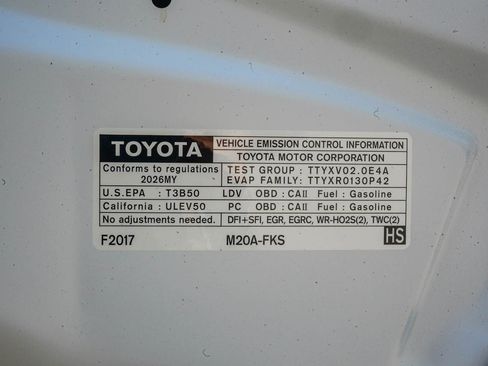 TOYOTA
VEHICLE EMISSION CONTROL INFORMATION
TOYOTA MOTOR CORPORATION
Conforms to regulations
2026MY
TEST GROUP : TTYXV02.0E4A
EVAP FAMILY: TTYXR0130P42
U.S.EPA : T3B50 LDV OBD : CAII Fuel : Gasoline
California : ULEV50 PC OBD : CAII Fuel : Gasoline
No adjustments needed. DFI+SFI, EGR, EGRC, WR-HO2S(2), TWC(2)
F2017 M20A-FKS HS